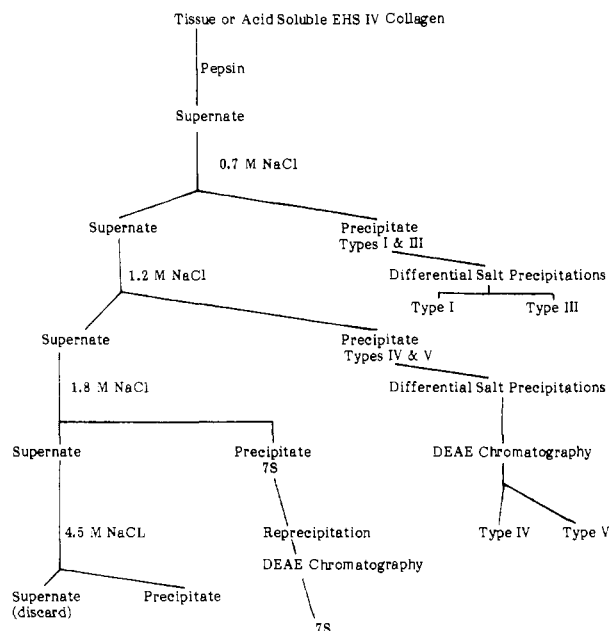 Tissue or Acid Soluble EHS IV Collagen
Pepsin
Supernate
0.7 M NaCl
Supernate
Precipitate
Types I & III
1.2 M NaCl
Differential Salt Precipitations
Type I
Type III
Supernate
Precipitate
Types IV & V
1.8 M NaCl
Differential Salt Precipitations
Supernate
Precipitate
7S
DEAE Chromatography
4.5 M NaCL
Reprecipitation
Type IV
Type V
DEAE Chromatography
Supernate
(discard)
Precipitate
7S